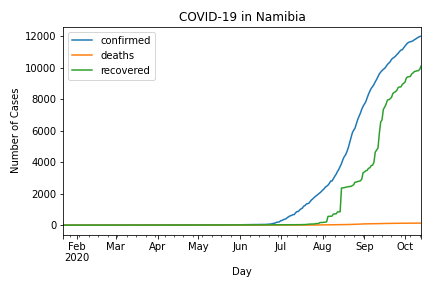 COVID-19 in Namibia
confirmed
deaths
recovered
Number of Cases
12000
10000
8000
6000
4000
2000
0
Feb Mar Apr May Jun Jul Aug Sep Oct
2020
Day